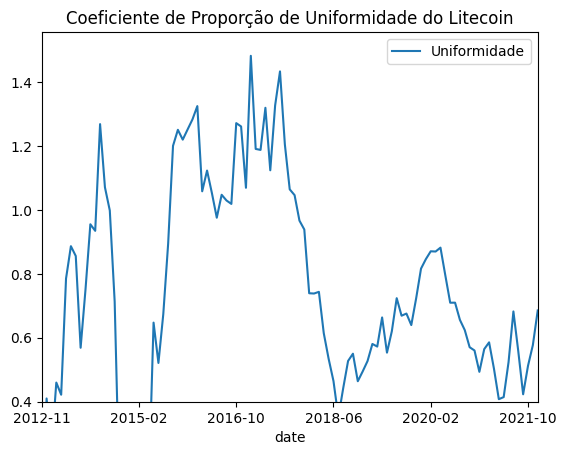 Coeficiente de Proporção de Uniformidade do Litecoin
Uniformidade
1.4
1.2
1.0
0.8
0.6
0.4
2012-11 2015-02 2016-10 2018-06 2020-02 2021-10
date